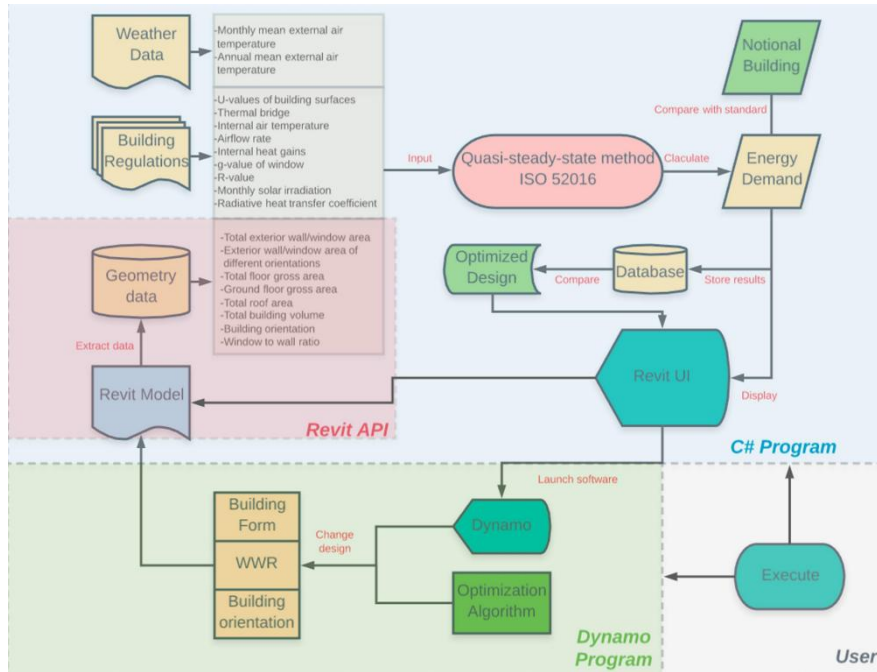 Weather
Data
-Monthly mean external air
temperature
-Annual mean external air
temperature
Notional
Building
Building
Regulations
-U-values of building surfaces
-Thermal bridge
-Internal air temperature
-Airflow rate
-Internal heat gains
-g-value of window
-R-value
-Monthly solar irradiation
-Radiative heat transfer coefficient
Input
Quasi-steady-state method
ISO 52016
Claculate
Compare with standard
Energy
Demand
Geometry
data
-Total exterior wall/window area
-Exterior wall/window area of
different orientations
-Total floor gross area
-Ground floor gross area
-Total roof area
-Total building volume
-Building orientation
-Window to wall ratio
Optimized
Design
Compare
Database
Store results
Extract data
Revit Model
Revit UI
Display
Revit API
C# Program
Launch software
Building
Form
WWR
Building
orientation
Change
design
Dynamo
Optimization
Algorithm
Execute
Dynamo
Program
User